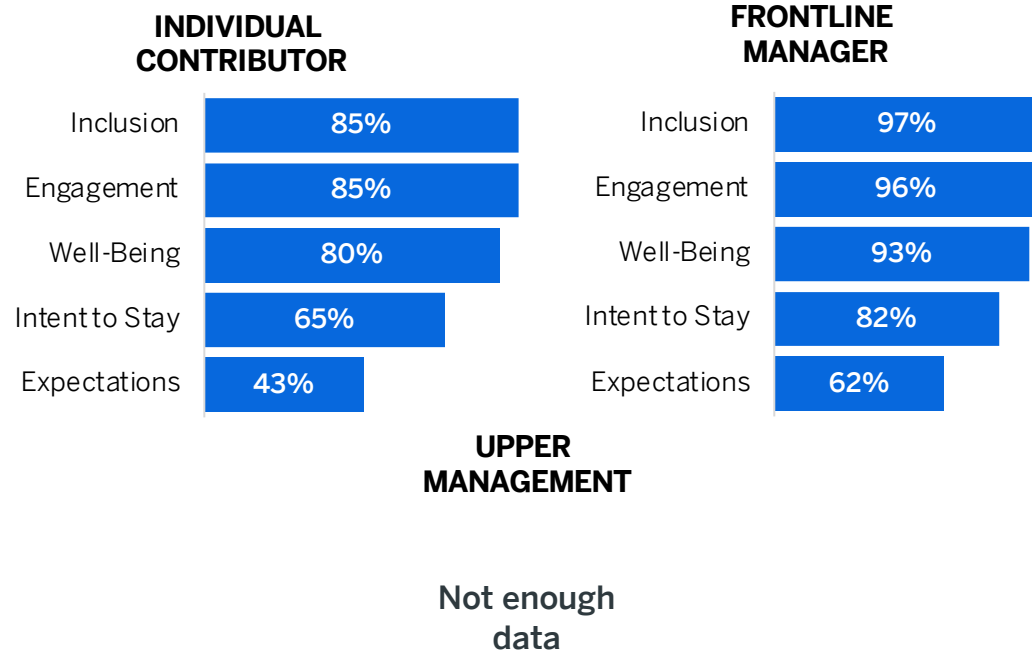 INDIVIDUAL
CONTRIBUTOR
Inclusion 85%
Engagement 85%
Well-Being 80%
Intent to Stay 65%
Expectations 43%
FRONTLINE
MANAGER
Inclusion 97%
Engagement 96%
Well-Being 93%
Intent to Stay 82%
Expectations 62%
UPPER
MANAGEMENT
Not enough
data